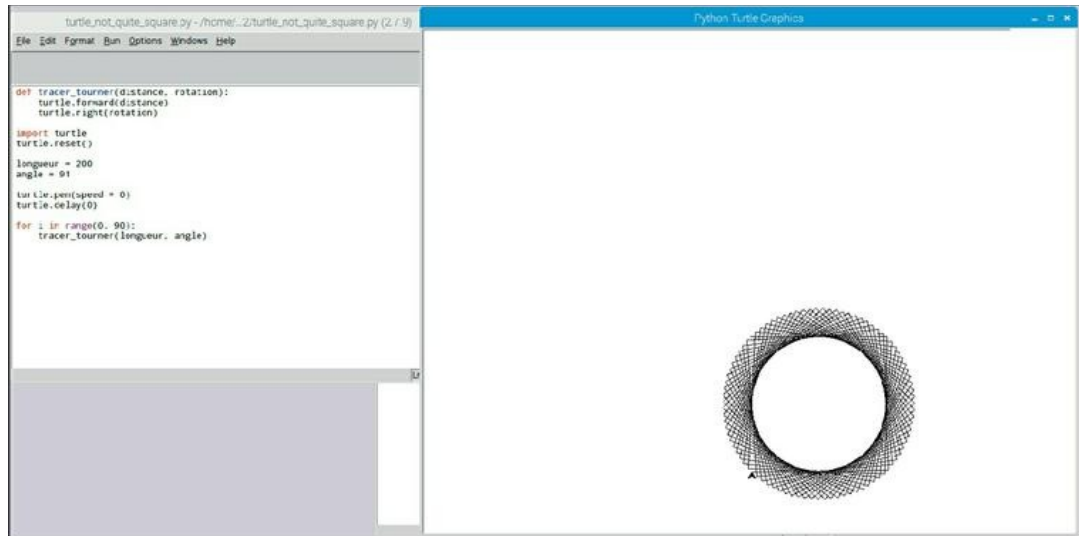 turtle_not_quite_square.py - /home/...2/turtle_not_quite_square.py (2.7.9)
Python Turtle Graphics
File Edit Format Run Options Windows Help
def tracer_tourner(distance, rotation):
    turtle.forward(distance)
    turtle.right(rotation)
import turtle
turtle.reset()
longueur = 200
angle = 91
turtle.pen(speed = 0)
turtle.delay(0)
for i in range(0, 90):
    tracer_tourner(longueur, angle)